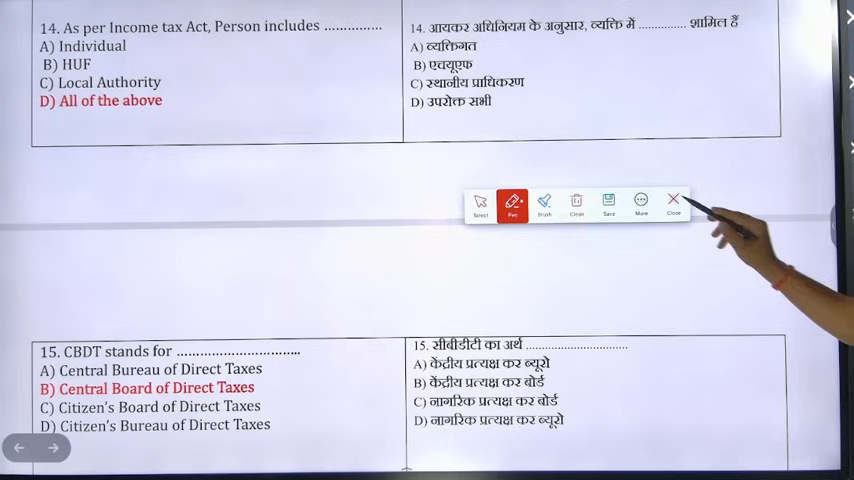 14. As per Income tax Act, Person includes ...............
A) Individual
B) HUF
C) Local Authority
D) All of the above
14. आयकर अधिनियम के अनुसार, व्यक्ति में ............. शामिल हैं
A) व्यक्तिगत
B) एचयूएफ
C) स्थानीय प्राधिकरण
D) उपरोक्त सभी
Select Pen Brush Clean Save More Close
15. CBDT stands for ................................
A) Central Bureau of Direct Taxes
B) Central Board of Direct Taxes
C) Citizen's Board of Direct Taxes
D) Citizen's Bureau of Direct Taxes
15. सीबीडीटी का अर्थ ...............................
A) केंद्रीय प्रत्यक्ष कर ब्यूरो
B) केंद्रीय प्रत्यक्ष कर बोर्ड
C) नागरिक प्रत्यक्ष कर बोर्ड
D) नागरिक प्रत्यक्ष कर ब्यूरो